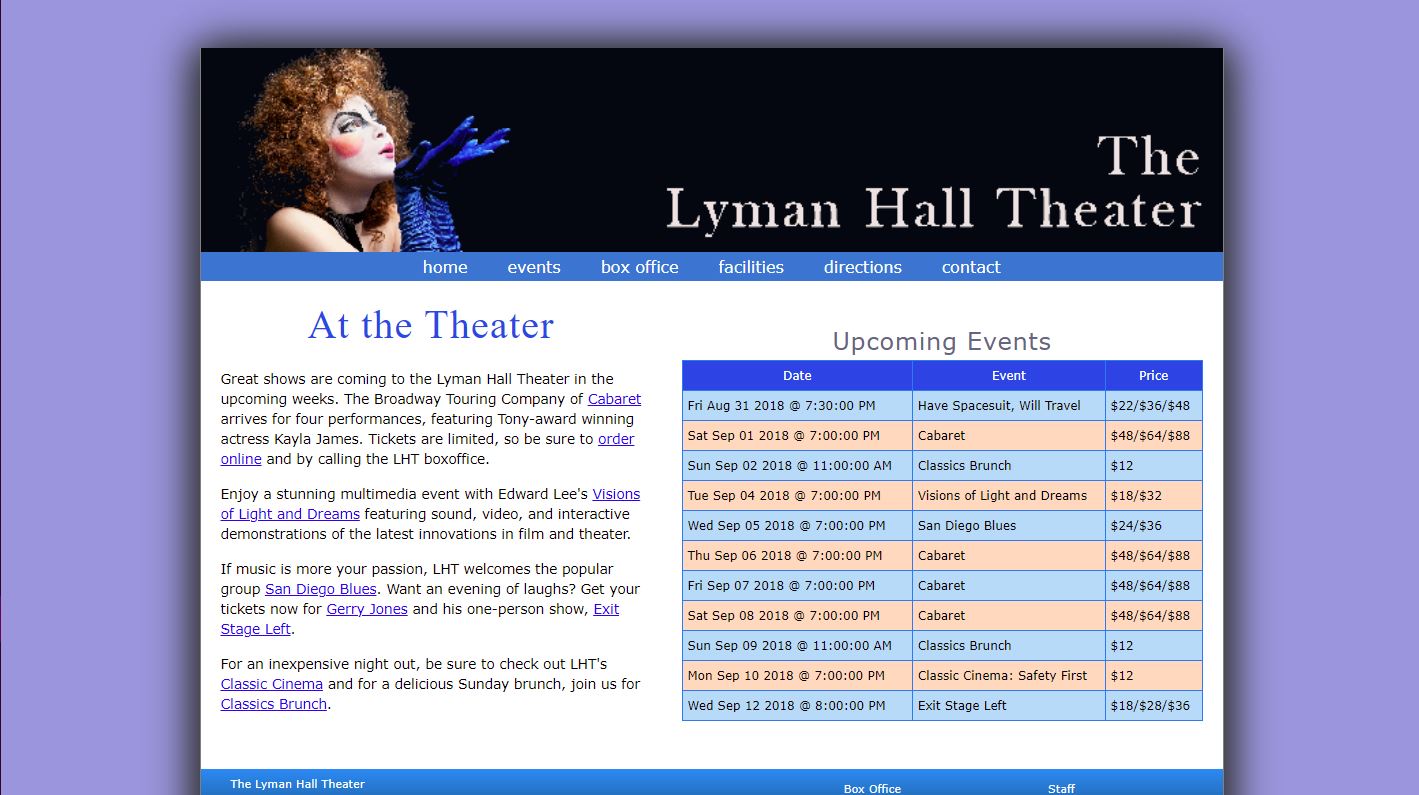 The
Lyman Hall Theater
home events box office facilities directions contact
At the Theater
Great shows are coming to the Lyman Hall Theater in the
upcoming weeks. The Broadway Touring Company of Cabaret
arrives for four performances, featuring Tony-award winning
actress Kayla James. Tickets are limited, so be sure to order
online and by calling the LHT boxoffice.
Enjoy a stunning multimedia event with Edward Lee's Visions
of Light and Dreams featuring sound, video, and interactive
demonstrations of the latest innovations in film and theater.
If music is more your passion, LHT welcomes the popular
group San Diego Blues. Want an evening of laughs? Get your
tickets now for Gerry Jones and his one-person show, Exit
Stage Left.
For an inexpensive night out, be sure to check out LHT's
Classic Cinema and for a delicious Sunday brunch, join us for
Classics Brunch.
Upcoming Events
Date Event Price
Fri Aug 31 2018 @ 7:30:00 PM Have Spacesuit, Will Travel $22/$36/$48
Sat Sep 01 2018 @ 7:00:00 PM Cabaret $48/$64/$88
Sun Sep 02 2018 @ 11:00:00 AM Classics Brunch $12
Tue Sep 04 2018 @ 7:00:00 PM Visions of Light and Dreams $18/$32
Wed Sep 05 2018 @ 7:00:00 PM San Diego Blues $24/$36
Thu Sep 06 2018 @ 7:00:00 PM Cabaret $48/$64/$88
Fri Sep 07 2018 @ 7:00:00 PM Cabaret $48/$64/$88
Sat Sep 08 2018 @ 7:00:00 PM Cabaret $48/$64/$88
Sun Sep 09 2018 @ 11:00:00 AM Classics Brunch $12
Mon Sep 10 2018 @ 7:00:00 PM Classic Cinema: Safety First $12
Wed Sep 12 2018 @ 8:00:00 PM Exit Stage Left $18/$28/$36
The Lyman Hall Theater
Box Office Staff